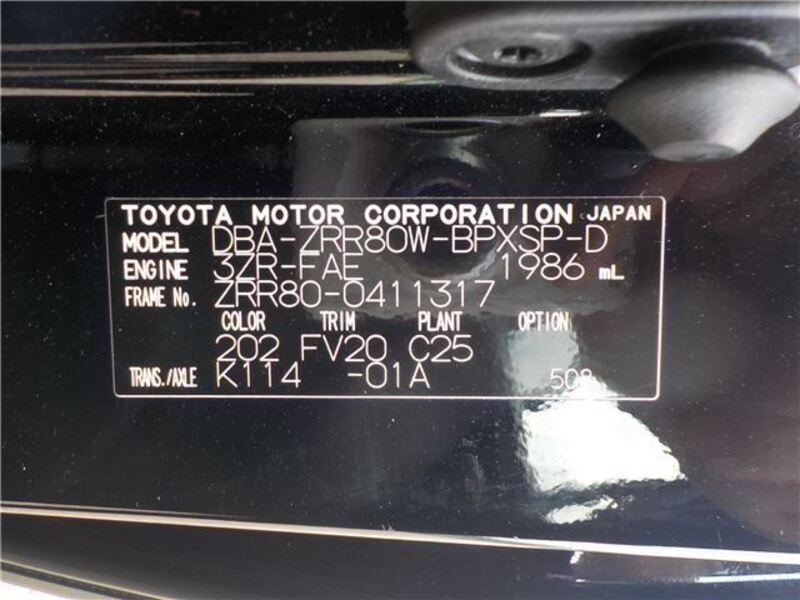 TOYOTA MOTOR CORPORATION JAPAN
MODEL DBA-ZRR80W-BPXSP-D
ENGINE 3ZR-FAE 1986 mL
FRAME No. ZRR80-0411317
COLOR TRIM PLANT OPTION
202 FV20 C25
TRANS./AXLE K114 -01A